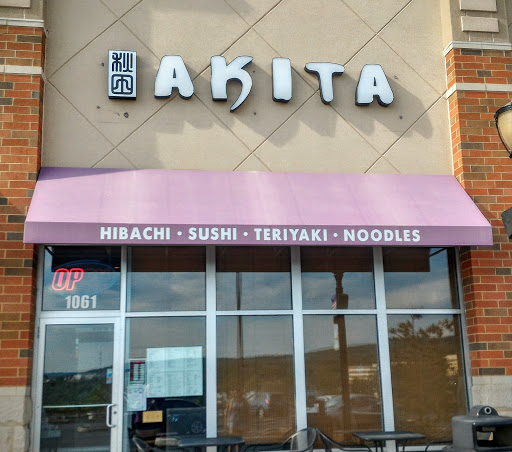 秋田 AKITA
HIBACHI • SUSHI • TERIYAKI • NOODLES
OP
1061